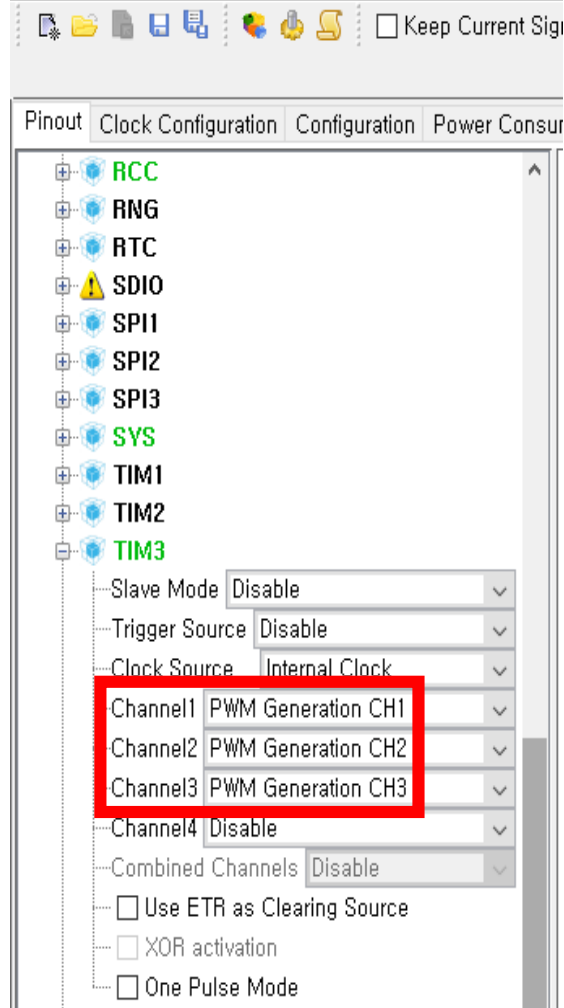 Keep Current Sig
Pinout Clock Configuration Configuration Power Consu
RCC
RNG
RTC
SDIO
SPI1
SPI2
SPI3
SYS
TIM1
TIM2
TIM3
Slave Mode Disable
Trigger Source Disable
Clock Source Internal Clock
Channel1 PWM Generation CH1
Channel2 PWM Generation CH2
Channel3 PWM Generation CH3
Channel4 Disable
Combined Channels Disable
Use ETR as Clearing Source
XOR activation
One Pulse Mode